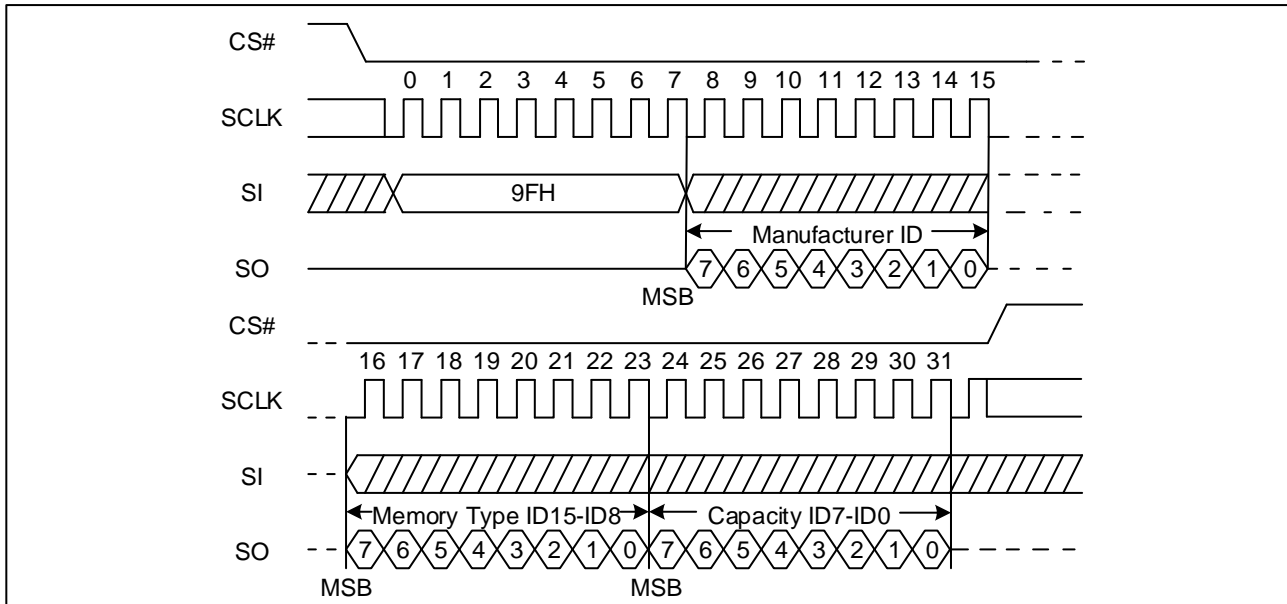 CS#
0 1 2 3 4 5 6 7 8 9 10 11 12 13 14 15
SCLK
SI
9FH
Manufacturer ID
SO
7 6 5 4 3 2 1 0
MSB
CS#
16 17 18 19 20 21 22 23 24 25 26 27 28 29 30 31
SCLK
SI
Memory Type ID15-ID8 Capacity ID7-ID0
SO
7 6 5 4 3 2 1 0 7 6 5 4 3 2 1 0
MSB MSB